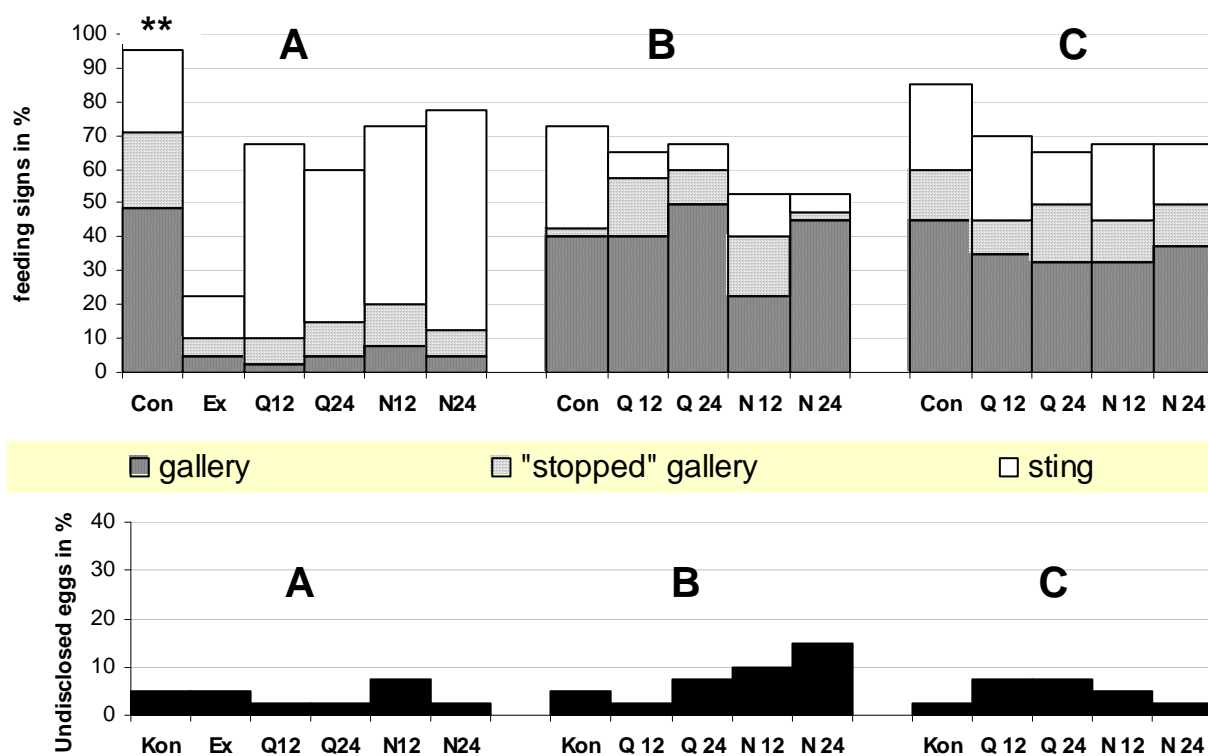 **
A B C
feeding signs in %
100
90
80
70
60
50
40
30
20
10
0
Con Ex Q12 Q24 N12 N24 Con Q 12 Q 24 N 12 N 24 Con Q 12 Q 24 N 12 N 24
gallery "stopped" gallery sting
Undisclosed eggs in %
40
30
20
10
0
A B C
Kon Ex Q12 Q24 N12 N24 Kon Q 12 Q 24 N 12 N 24 Kon Q 12 Q 24 N 12 N 24